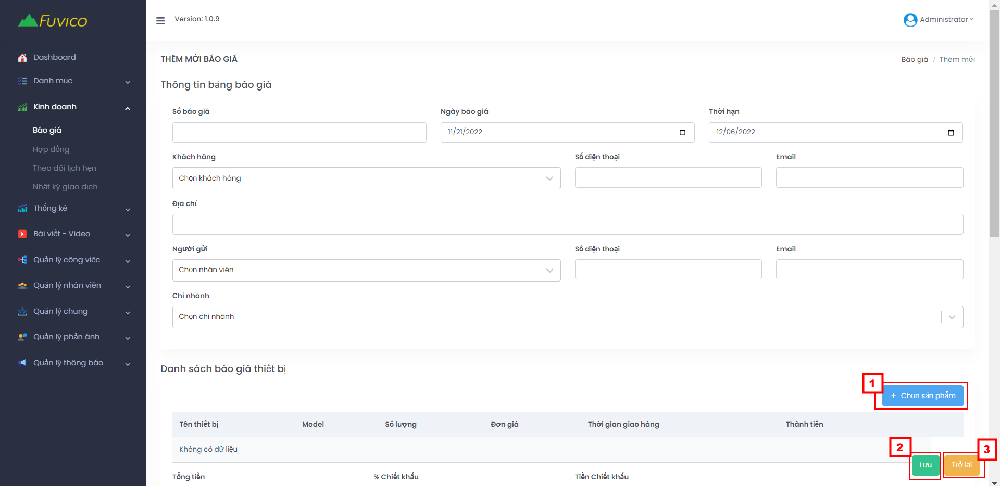 FUVICO
Version: 1.0.9
Administrator
Dashboard
Danh mục
Kinh doanh
Báo giá
Hợp đồng
Theo dõi lịch hẹn
Nhật ký giao dịch
Thống kê
Bài viết - Video
Quản lý công việc
Quản lý nhân viên
Quản lý chung
Quản lý phản ánh
Quản lý thông báo
THÊM MỚI BÁO GIÁ
Báo giá / Thêm mới
Thông tin bảng báo giá
Số báo giá
Ngày báo giá
Thời hạn
11/21/2022
12/06/2022
Khách hàng
Số điện thoại
Email
Chọn khách hàng
Địa chỉ
Người gửi
Số điện thoại
Email
Chọn nhân viên
Chi nhánh
Chọn chi nhánh
Danh sách báo giá thiết bị
1
+ Chọn sản phẩm
Tên thiết bị
Model
Số lượng
Đơn giá
Thời gian giao hàng
Thành tiền
Không có dữ liệu
2
3
Lưu
Trở lại
Tổng tiền
% Chiết khấu
Tiền Chiết khấu